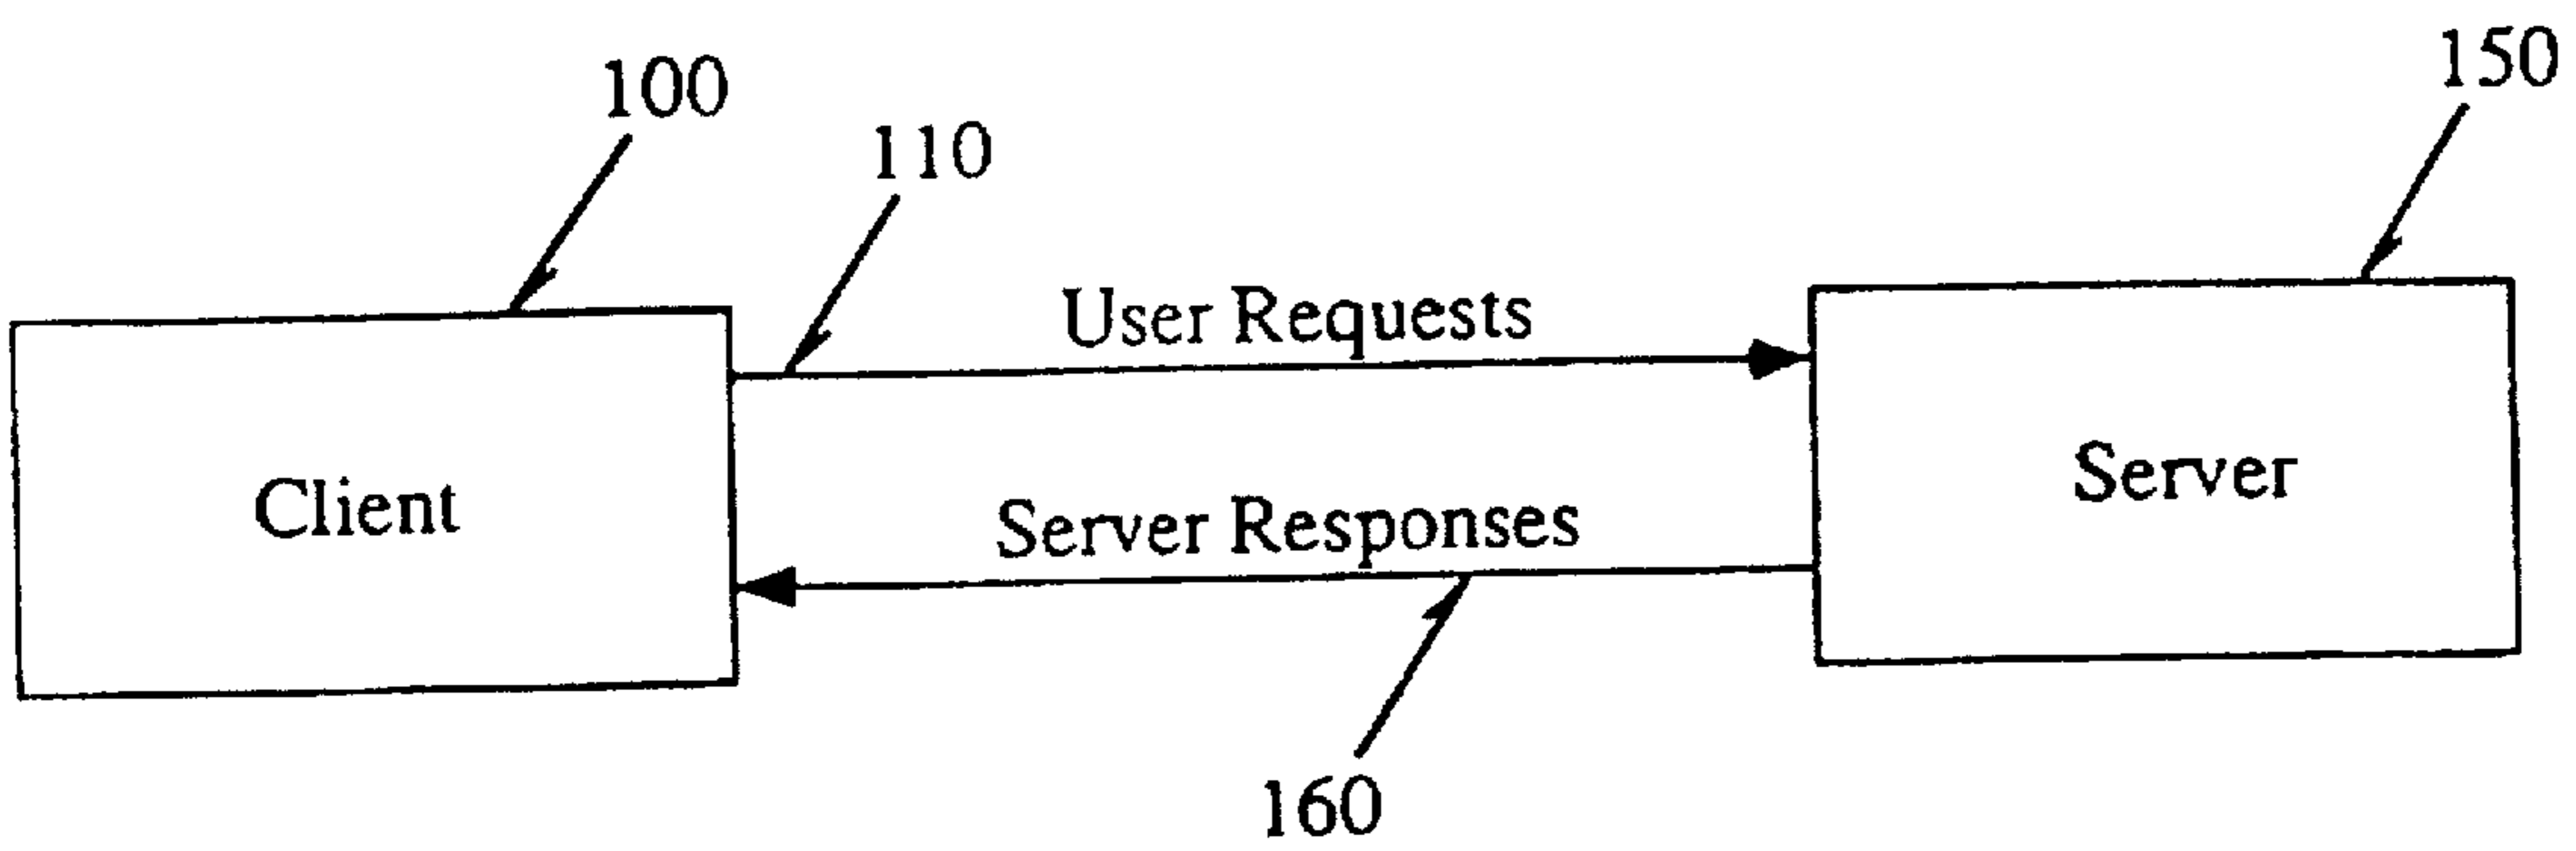 100
150
110
User Requests
Client
Server
Server Responses
160